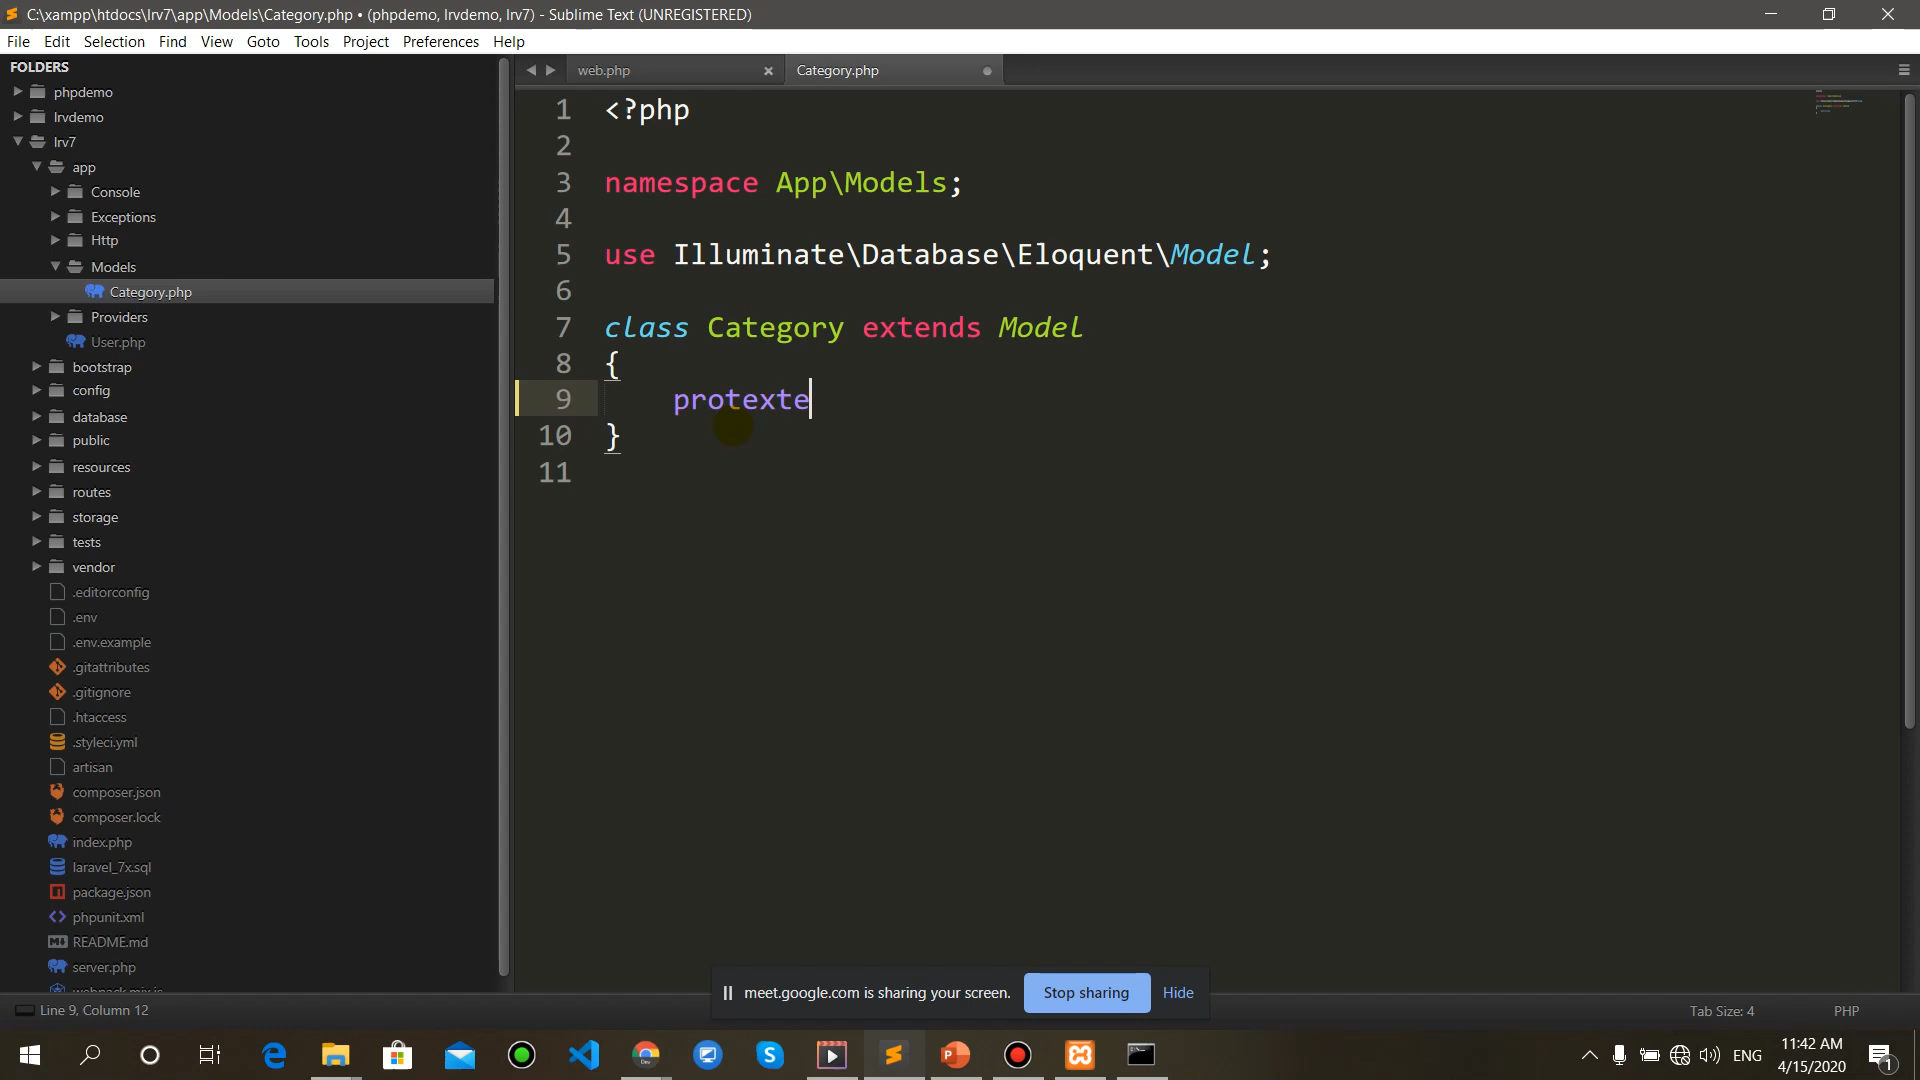 C:\xampp\htdocs\lrv7\app\Models\Category.php • (phpdemo, lrvdemo, lrv7) - Sublime Text (UNREGISTERED)
File Edit Selection Find View Goto Tools Project Preferences Help
FOLDERS
phpdemo
lrvdemo
lrv7
app
Console
Exceptions
Http
Models
Category.php
Providers
User.php
bootstrap
config
database
public
resources
routes
storage
tests
vendor
.editorconfig
.env
.env.example
.gitattributes
.gitignore
.htaccess
.styleci.yml
artisan
composer.json
composer.lock
index.php
laravel_7x.sql
package.json
phpunit.xml
README.md
server.php
webpack.mix.js
web.php Category.php
1 <?php
2
3 namespace App\Models;
4
5 use Illuminate\Database\Eloquent\Model;
6
7 class Category extends Model
8 {
9 protexte
10 }
11
meet.google.com is sharing your screen. Stop sharing Hide
Line 9, Column 12 Tab Size: 4 PHP
ENG 11:42 AM
4/15/2020
1